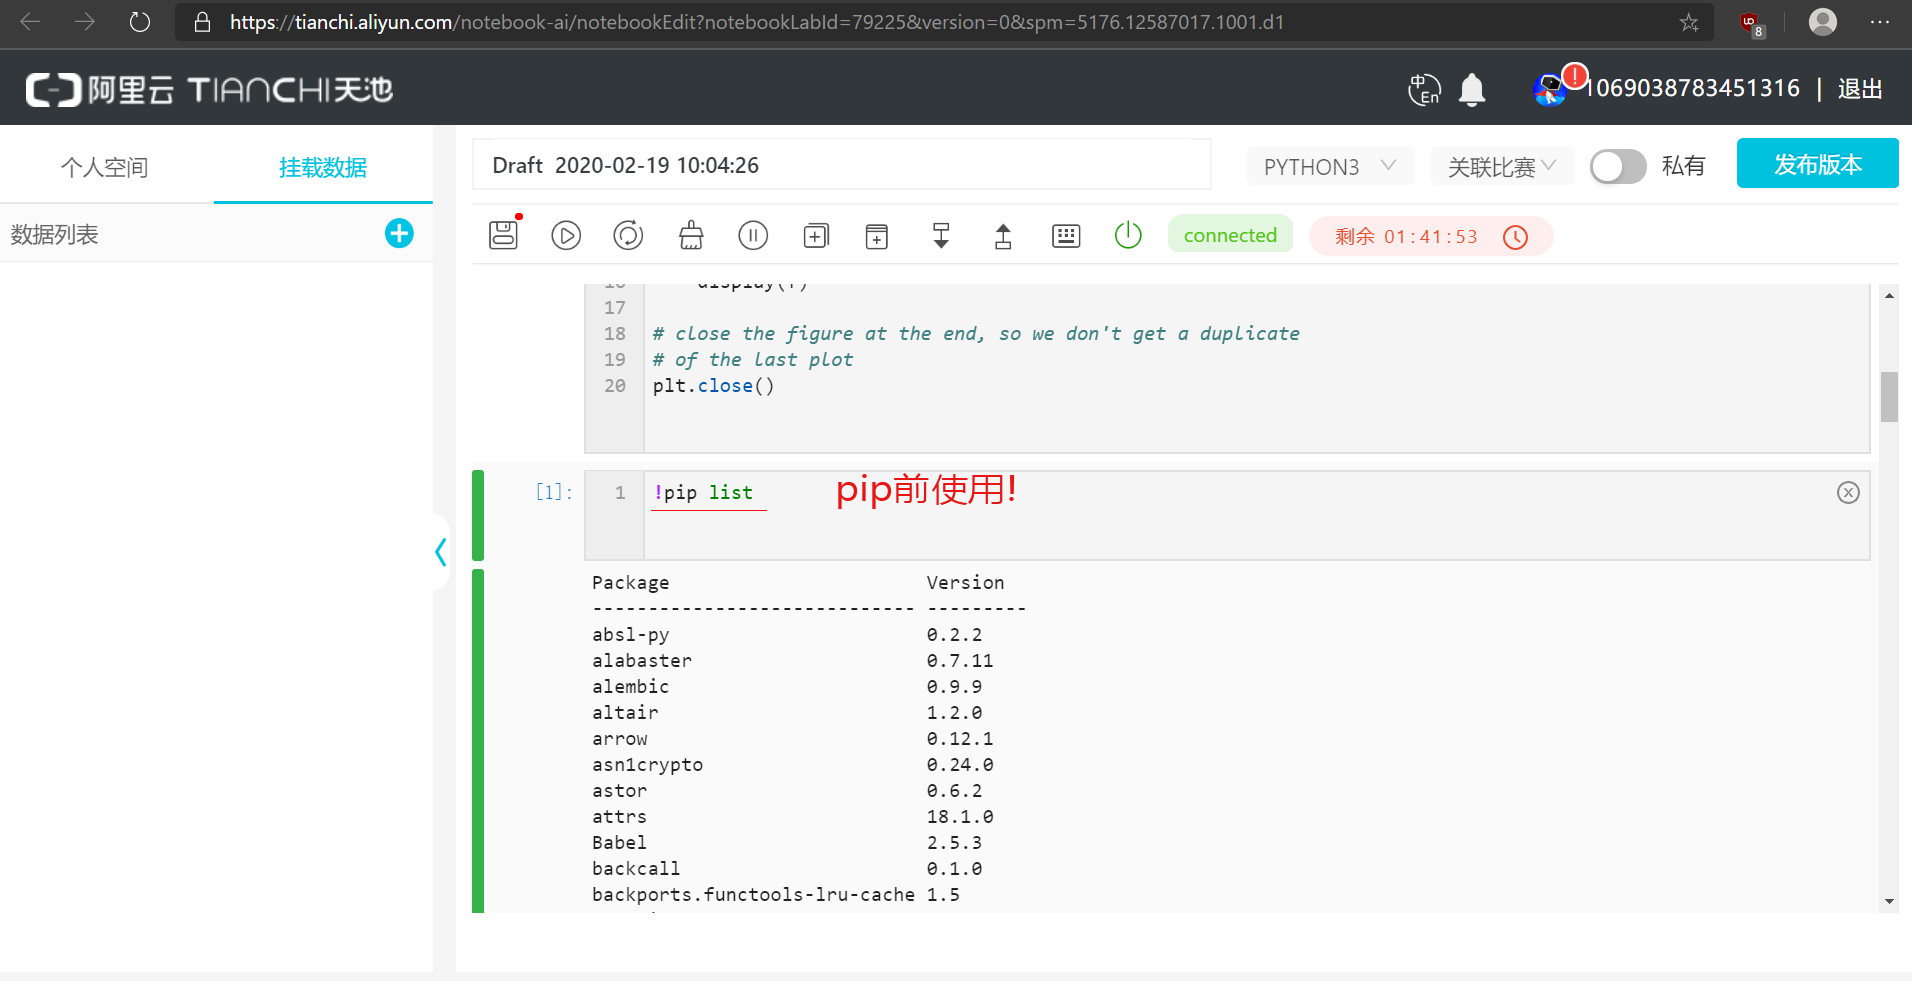 https://tianchi.aliyun.com/notebook-ai/notebookEdit?notebookLabId=79225&version=0&spm=5176.12587017.1001.d1
8
阿里云 TIANCHI天池
中 En
! 1069038783451316 | 退出
个人空间 挂载数据
Draft 2020-02-19 10:04:26 PYTHON3 关联比赛 私有 发布版本
数据列表
connected 剩余 01:41:53
16 display(f)
17
18 # close the figure at the end, so we don't get a duplicate
19 # of the last plot
20 plt.close()
[1]: 1 !pip list pip前使用!
Package Version
----------------------------- ---------
absl-py 0.2.2
alabaster 0.7.11
alembic 0.9.9
altair 1.2.0
arrow 0.12.1
asn1crypto 0.24.0
astor 0.6.2
attrs 18.1.0
Babel 2.5.3
backcall 0.1.0
backports.functools-lru-cache 1.5